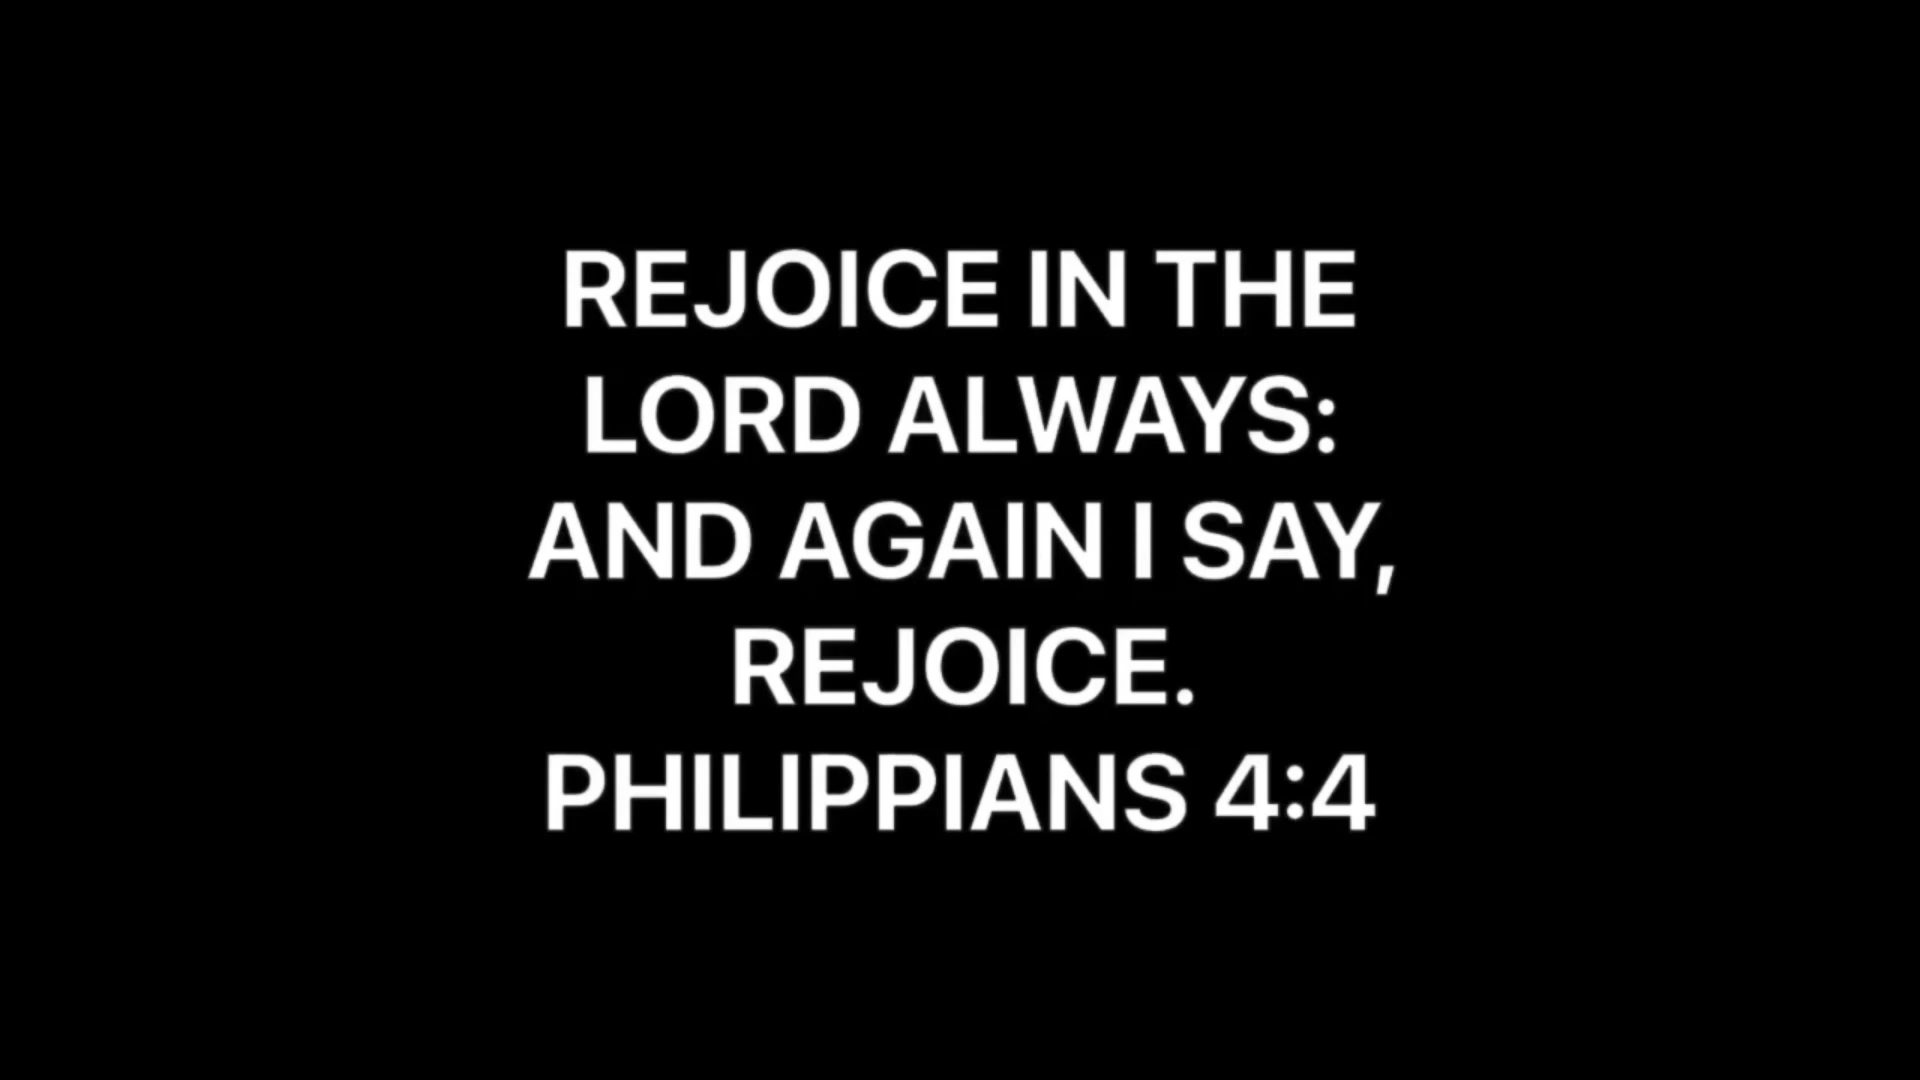 REJOICE IN THE
LORD ALWAYS:
AND AGAIN I SAY,
REJOICE.
PHILIPPIANS 4:4